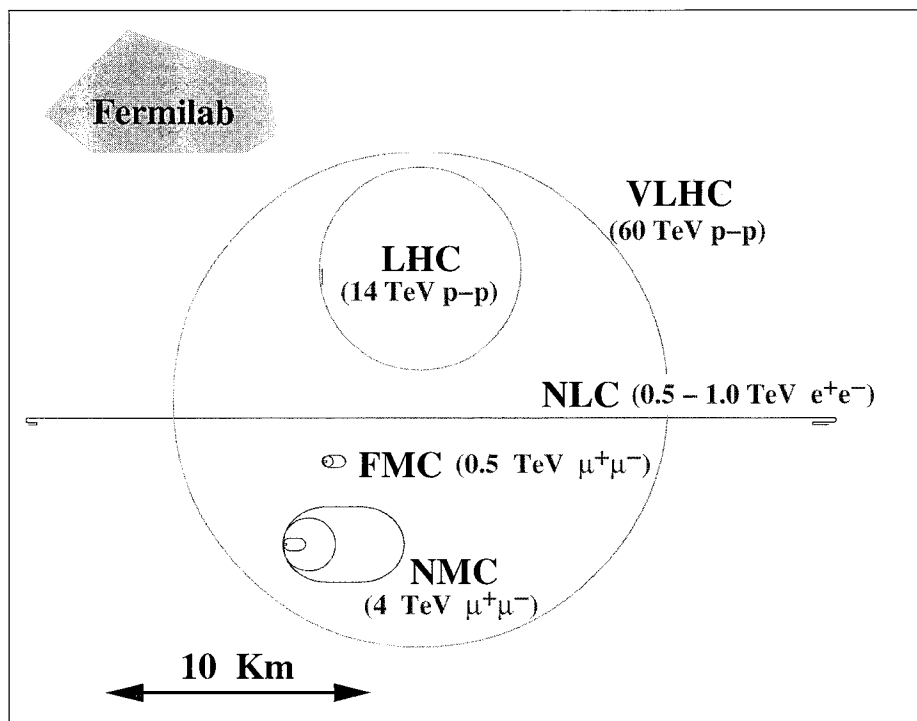 Fermilab
VLHC
(60 TeV p−p)
LHC
(14 TeV p−p)
NLC (0.5 − 1.0 TeV e⁺e⁻)
FMC (0.5 TeV μ⁺μ⁻)
NMC
(4 TeV μ⁺μ⁻)
10 Km